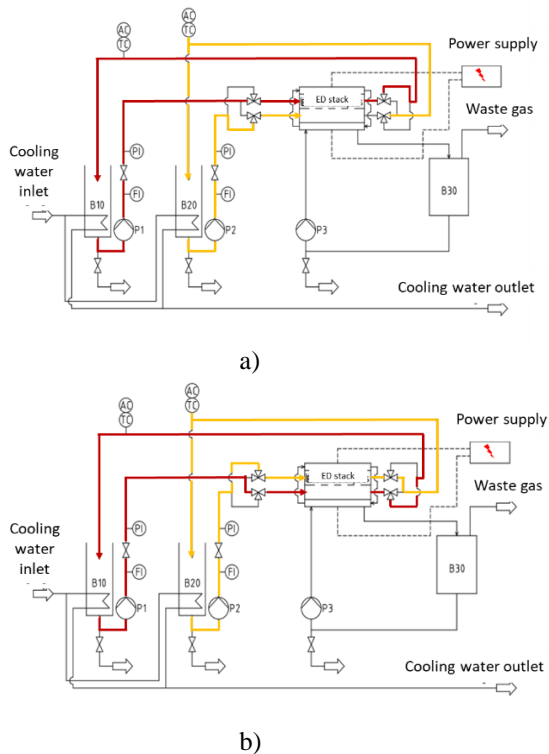 AC
TC
AC
TC
Power supply
ED stack
Waste gas
PI
PI
Cooling
water
inlet
FI
FI
B10
B20
B30
P1
P2
P3
Cooling water outlet
a)
AC
TC
AC
TC
Power supply
ED stack
Waste gas
PI
PI
Cooling
water
inlet
FI
FI
B10
B20
B30
P1
P2
P3
Cooling water outlet
b)